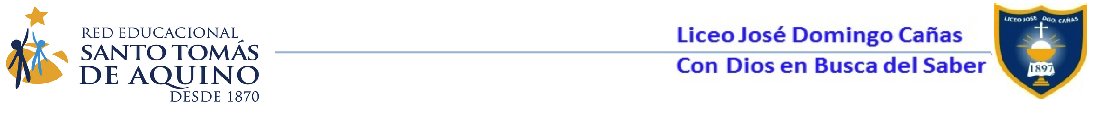 RED EDUCACIONAL
SANTO TOMÁS
DE AQUINO
DESDE 1870
Liceo José Domingo Cañas
Con Dios en Busca del Saber
LICEO JOSE DGO. CAÑAS
1897